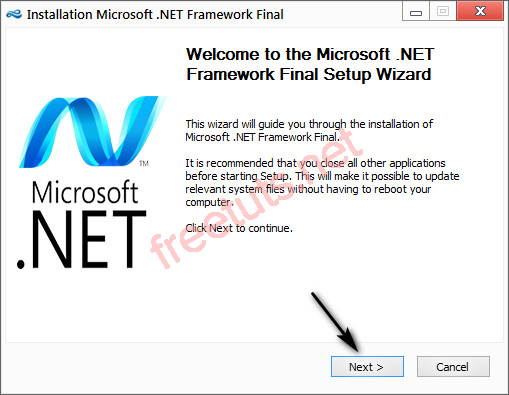 Installation Microsoft .NET Framework Final
Welcome to the Microsoft .NET
Framework Final Setup Wizard
This wizard will guide you through the installation of
Microsoft .NET Framework Final.
It is recommended that you close all other applications
before starting Setup. This will make it possible to update
relevant system files without having to reboot your
computer.
Click Next to continue.
TM
Microsoft
.NET
freetuts.net
Next >
Cancel